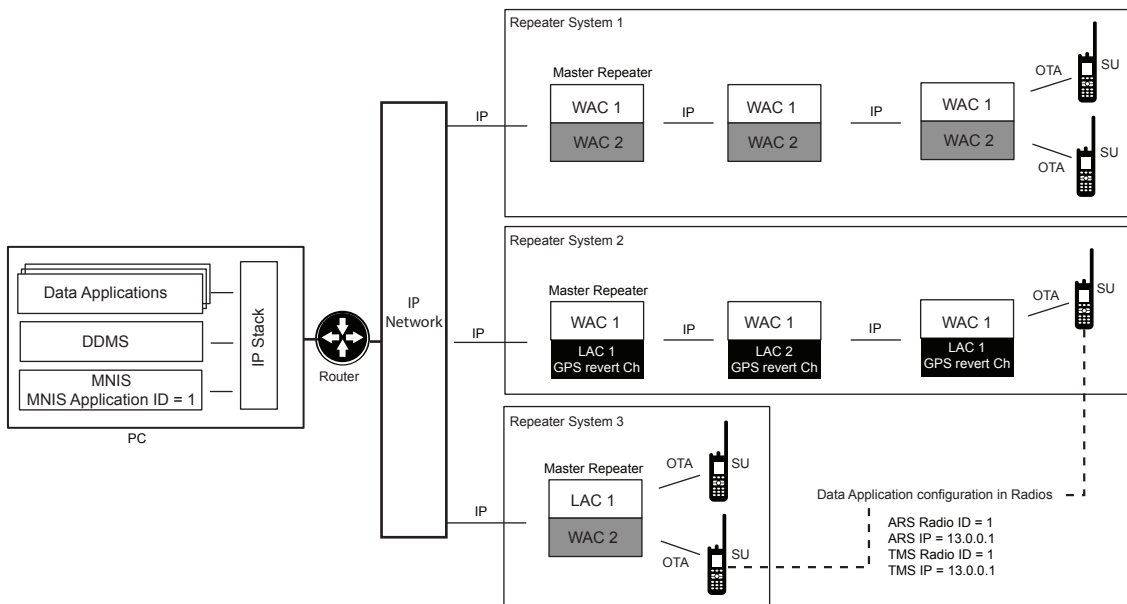 Repeater System 1
Master Repeater
WAC 1
WAC 2
IP
WAC 1
WAC 2
IP
WAC 1
WAC 2
OTA
SU
OTA
SU
IP
Repeater System 2
Master Repeater
WAC 1
LAC 1
GPS revert Ch
IP
WAC 1
LAC 2
GPS revert Ch
IP
WAC 1
LAC 1
GPS revert Ch
OTA
SU
IP
Data Applications
DDMS
MNIS
MNIS Application ID = 1
IP Stack
PC
Router
IP
Network
Repeater System 3
Master Repeater
LAC 1
WAC 2
OTA
SU
OTA
SU
IP
Data Application configuration in Radios
ARS Radio ID = 1
ARS IP = 13.0.0.1
TMS Radio ID = 1
TMS IP = 13.0.0.1